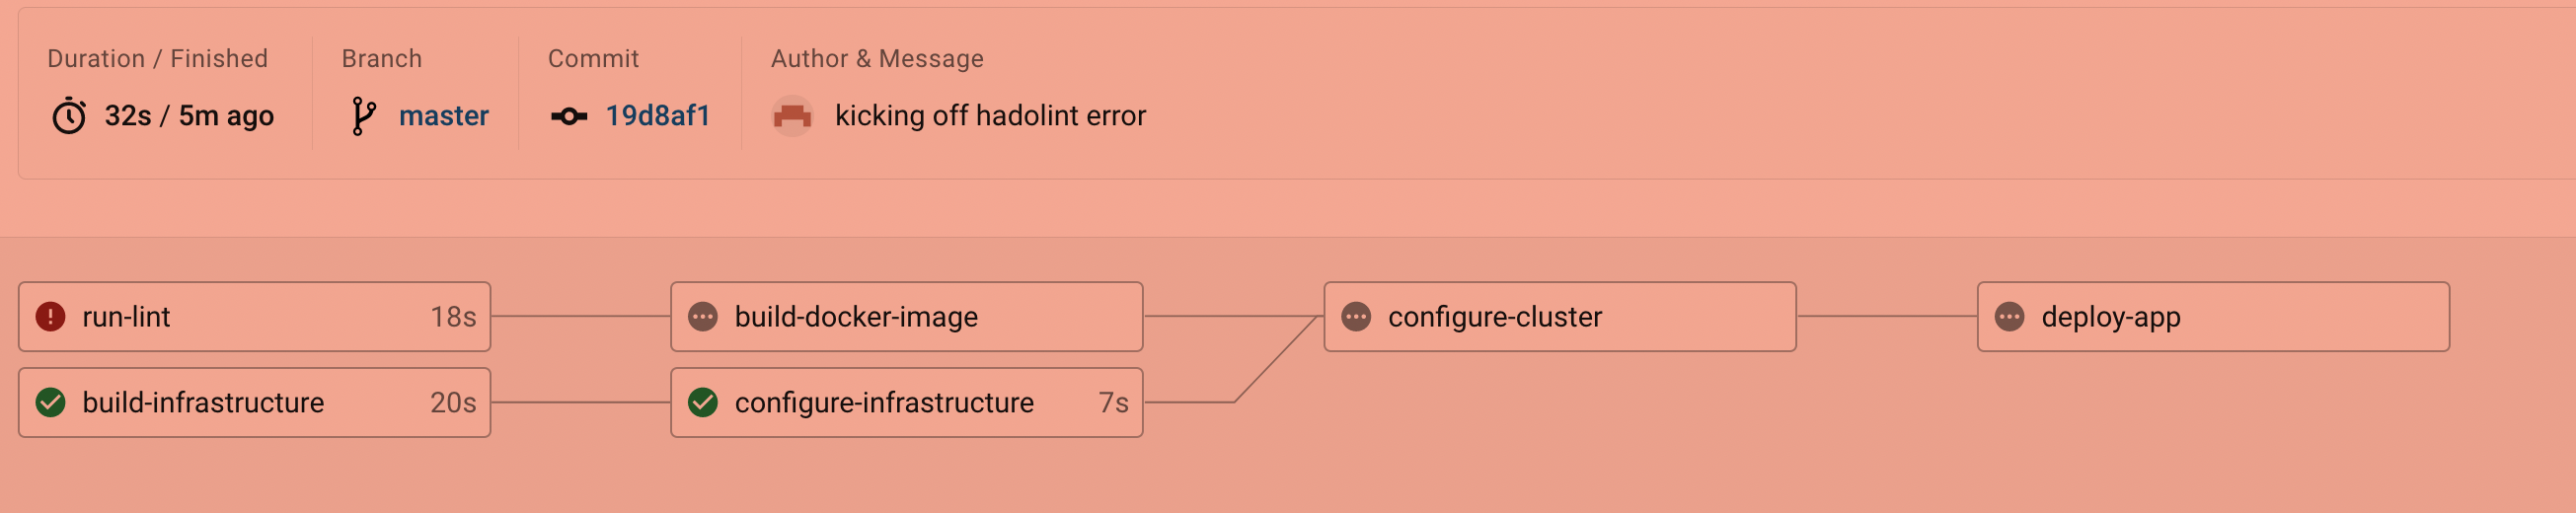 Duration / Finished
Branch
Commit
Author & Message
32s / 5m ago
master
19d8af1
kicking off hadolint error
run-lint 18s
build-docker-image
configure-cluster
deploy-app
build-infrastructure 20s
configure-infrastructure 7s